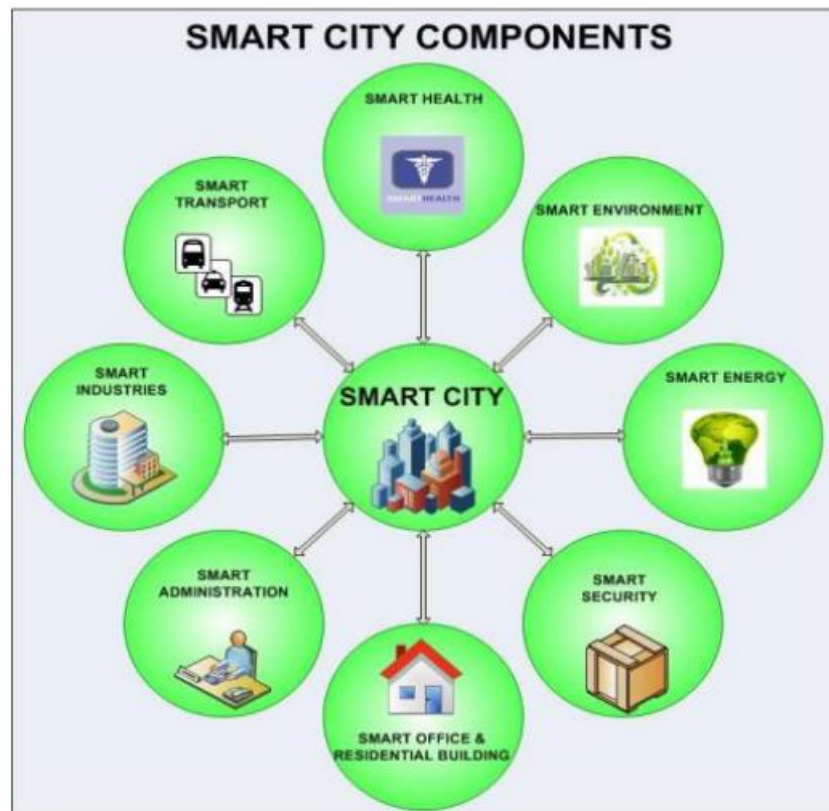 SMART CITY COMPONENTS
SMART HEALTH
SMARTHEALTH
SMART
TRANSPORT
SMART ENVIRONMENT
SMART
INDUSTRIES
SMART CITY
SMART ENERGY
SMART
ADMINISTRATION
SMART
SECURITY
SMART OFFICE &
RESIDENTIAL BUILDING